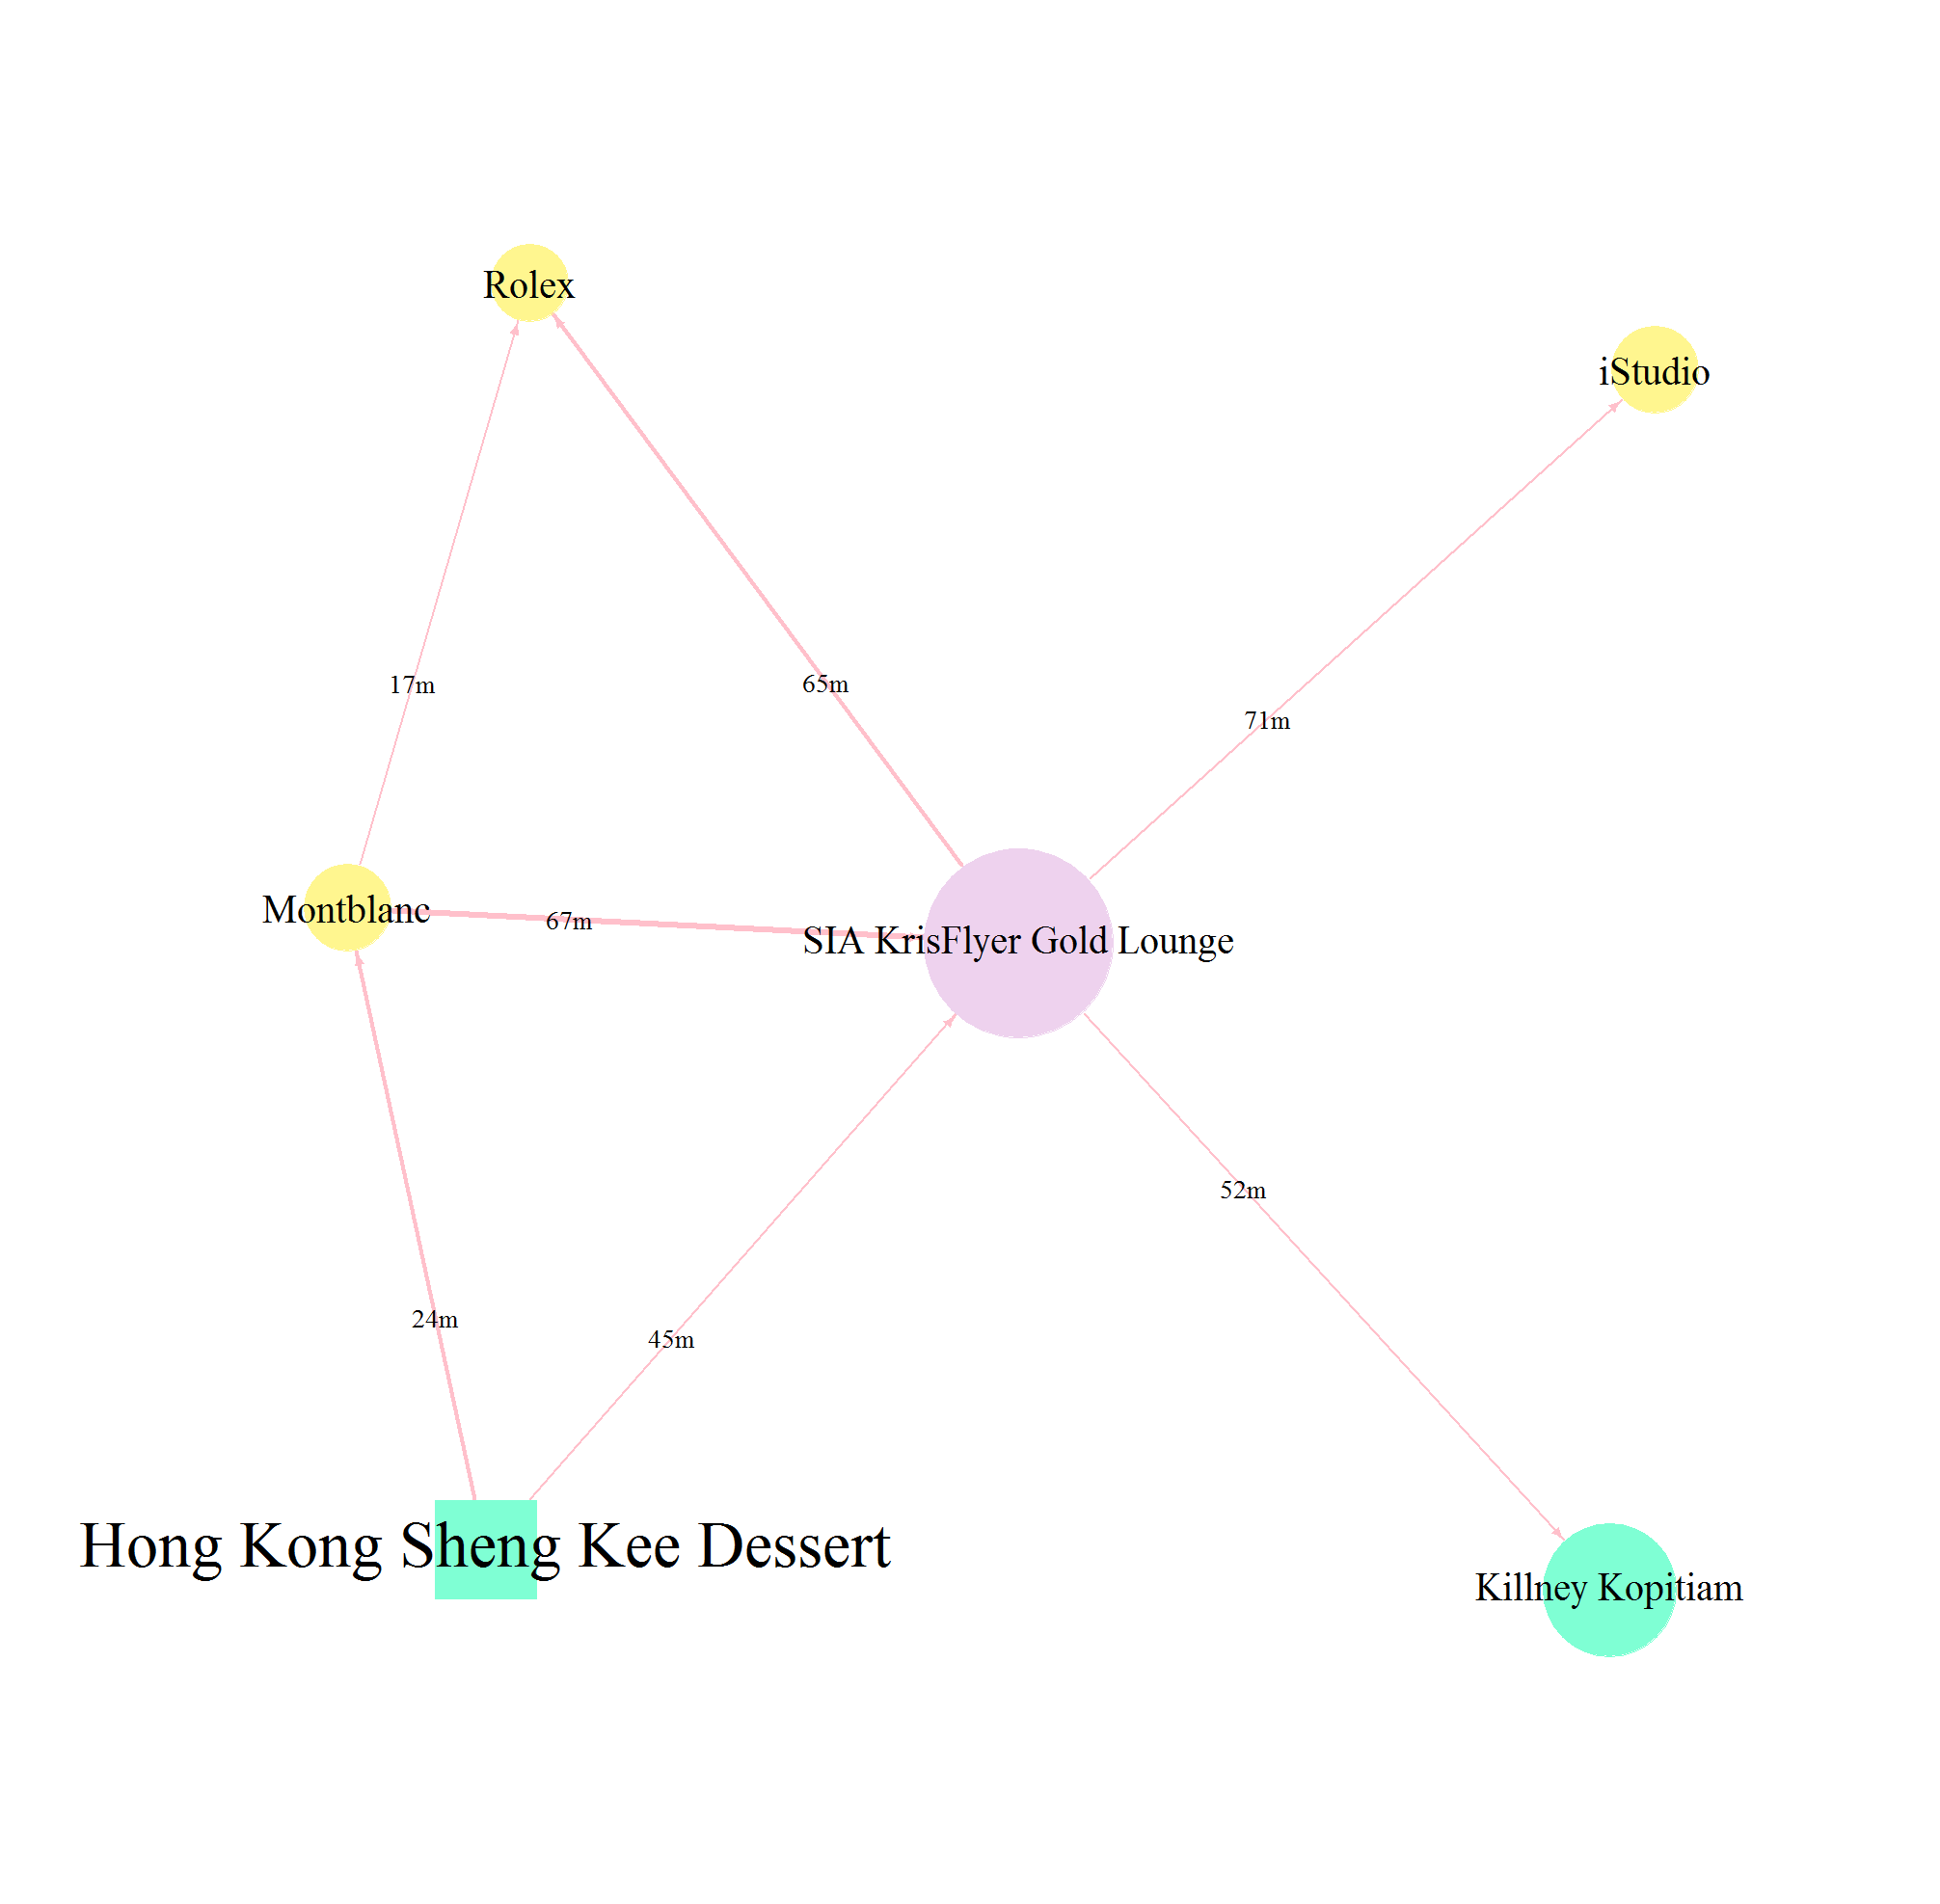 Rolex
iStudio
17m
65m
71m
Montblanc
67m
SIA KrisFlyer Gold Lounge
52m
24m
45m
Hong Kong Sheng Kee Dessert
Killney Kopitiam